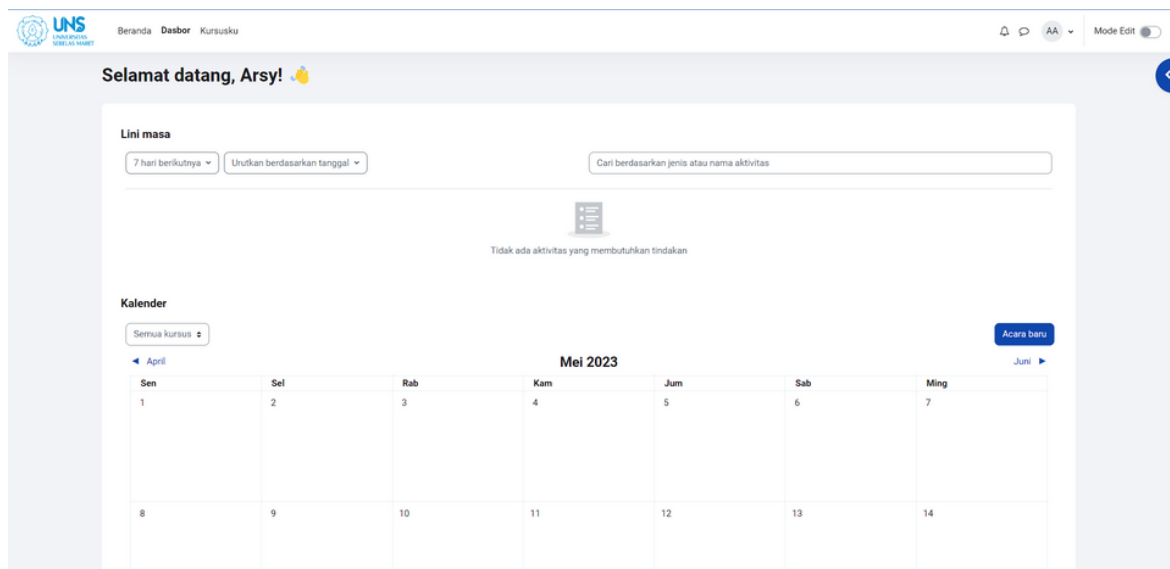 UNS
UNIVERSITAS
SEBELAS MARET
Beranda Dasbor Kursusku
AA
Mode Edit
Selamat datang, Arsy! 👋
Lini masa
7 hari berikutnya
Urutkan berdasarkan tanggal
Cari berdasarkan jenis atau nama aktivitas
Tidak ada aktivitas yang membutuhkan tindakan
Kalender
Semua kursus
Acara baru
◄ April
Mei 2023
Juni ►
Sen Sel Rab Kam Jum Sab Ming
1 2 3 4 5 6 7
8 9 10 11 12 13 14